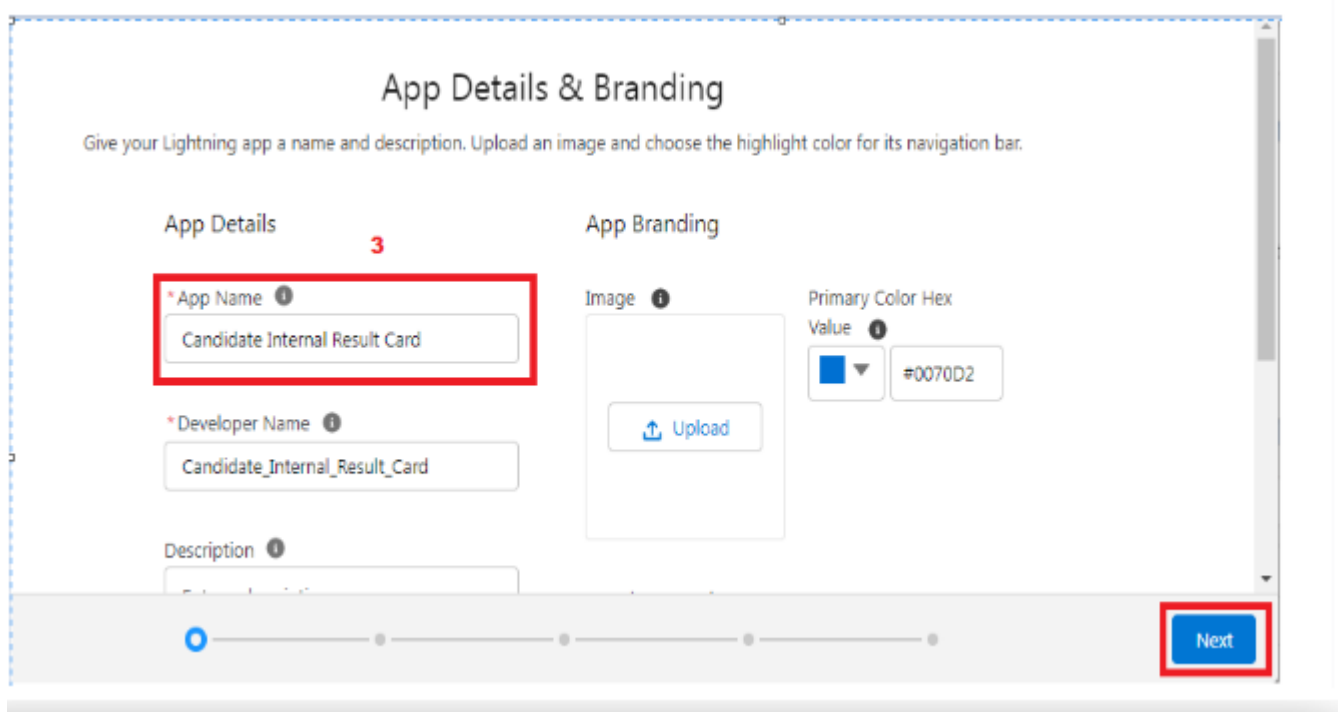 App Details & Branding
Give your Lightning app a name and description. Upload an image and choose the highlight color for its navigation bar.
App Details
3
* App Name
Candidate Internal Result Card
* Developer Name
Candidate_Internal_Result_Card
Description
App Branding
Image
Upload
Primary Color Hex
Value
#0070D2
Next